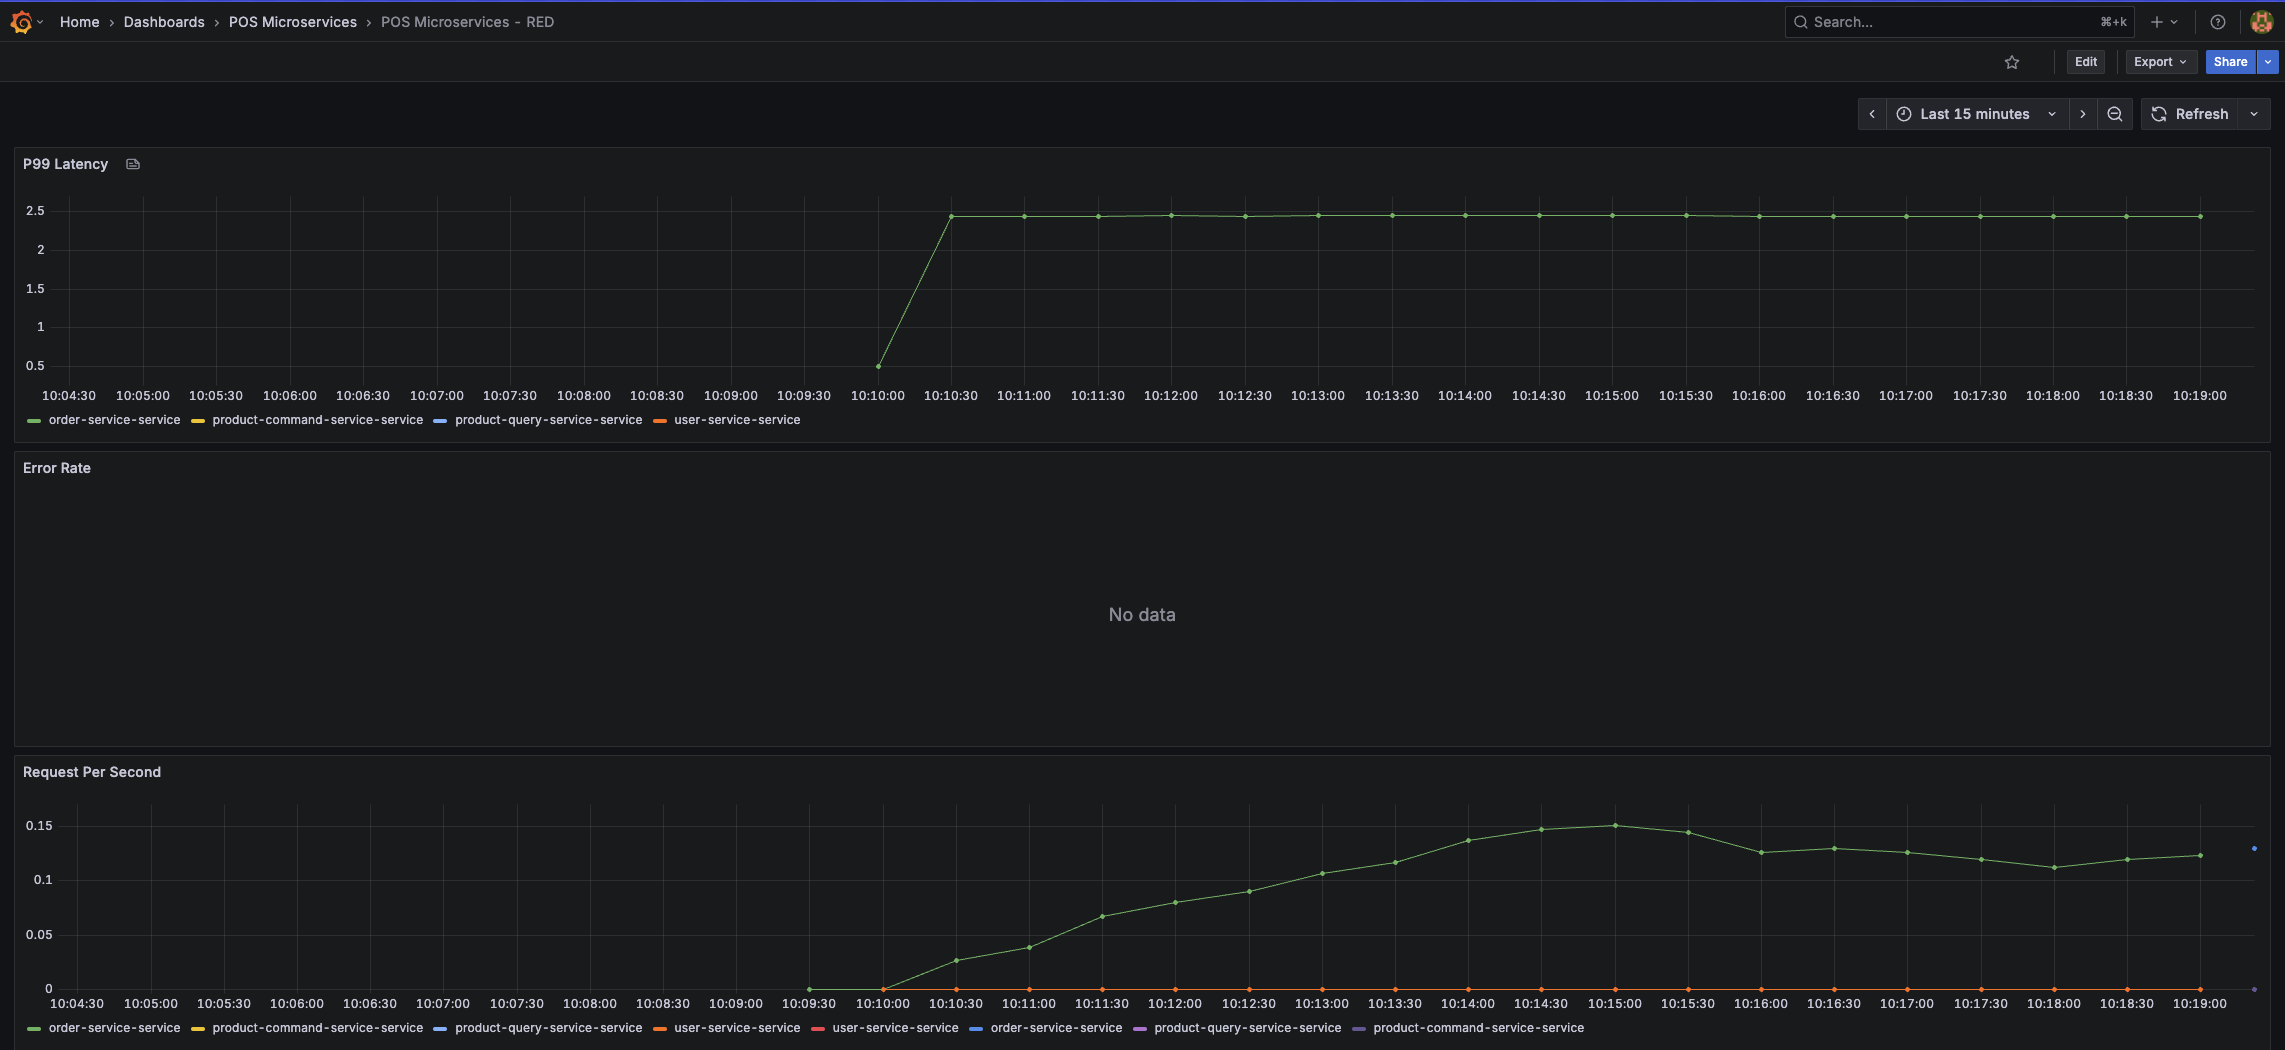 Home › Dashboards › POS Microservices › POS Microservices - RED
Search... ⌘+k
Edit Export Share
Last 15 minutes Refresh
P99 Latency
2.5
2
1.5
1
0.5
10:04:30 10:05:00 10:05:30 10:06:00 10:06:30 10:07:00 10:07:30 10:08:00 10:08:30 10:09:00 10:09:30 10:10:00 10:10:30 10:11:00 10:11:30 10:12:00 10:12:30 10:13:00 10:13:30 10:14:00 10:14:30 10:15:00 10:15:30 10:16:00 10:16:30 10:17:00 10:17:30 10:18:00 10:18:30 10:19:00
order-service-service product-command-service-service product-query-service-service user-service-service
Error Rate
No data
Request Per Second
0.15
0.1
0.05
0
10:04:30 10:05:00 10:05:30 10:06:00 10:06:30 10:07:00 10:07:30 10:08:00 10:08:30 10:09:00 10:09:30 10:10:00 10:10:30 10:11:00 10:11:30 10:12:00 10:12:30 10:13:00 10:13:30 10:14:00 10:14:30 10:15:00 10:15:30 10:16:00 10:16:30 10:17:00 10:17:30 10:18:00 10:18:30 10:19:00
order-service-service product-command-service-service product-query-service-service user-service-service user-service-service order-service-service product-query-service-service product-command-service-service